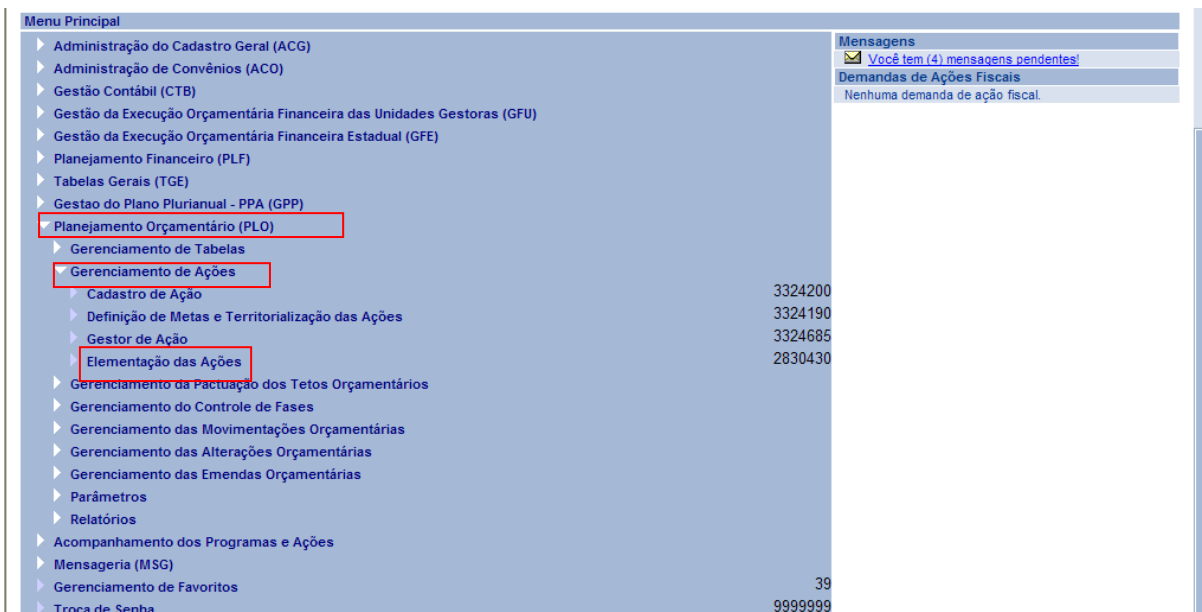 Menu Principal
Administração do Cadastro Geral (ACG)
Administração de Convênios (ACO)
Gestão Contábil (CTB)
Gestão da Execução Orçamentária Financeira das Unidades Gestoras (GFU)
Gestão da Execução Orçamentária Financeira Estadual (GFE)
Planejamento Financeiro (PLF)
Tabelas Gerais (TGE)
Gestao do Plano Plurianual - PPA (GPP)
Planejamento Orçamentário (PLO)
Gerenciamento de Tabelas
Gerenciamento de Ações
Cadastro de Ação 3324200
Definição de Metas e Territorialização das Ações 3324190
Gestor de Ação 3324685
Elementação das Ações 2830430
Gerenciamento da Pactuação dos Tetos Orçamentários
Gerenciamento do Controle de Fases
Gerenciamento das Movimentações Orçamentárias
Gerenciamento das Alterações Orçamentárias
Gerenciamento das Emendas Orçamentárias
Parâmetros
Relatórios
Acompanhamento dos Programas e Ações
Mensageria (MSG)
Gerenciamento de Favoritos 39
Troca de Senha 9999999
Mensagens
Você tem (4) mensagens pendentes!
Demandas de Ações Fiscais
Nenhuma demanda de ação fiscal.